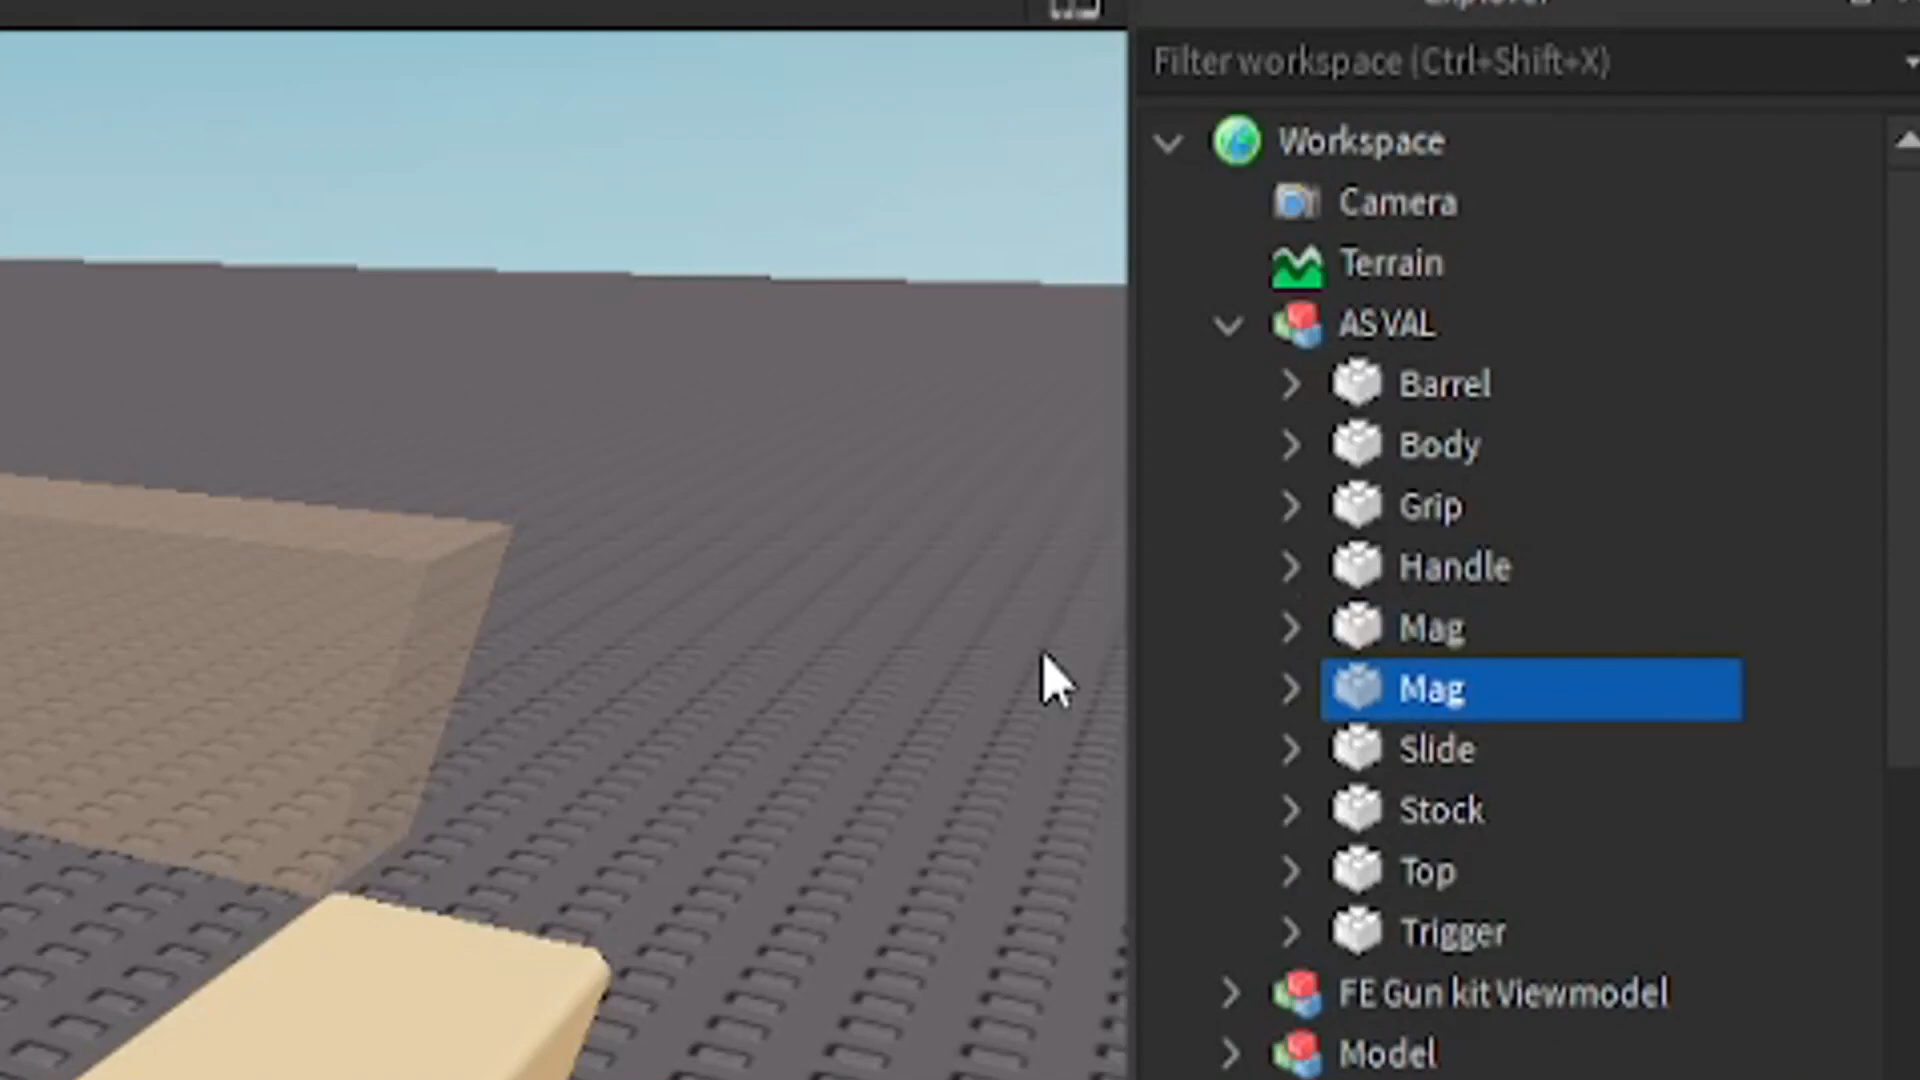 Explorer
Filter workspace (Ctrl+Shift+X)
Workspace
Camera
Terrain
AS VAL
Barrel
Body
Grip
Handle
Mag
Mag
Slide
Stock
Top
Trigger
FE Gun kit Viewmodel
Model